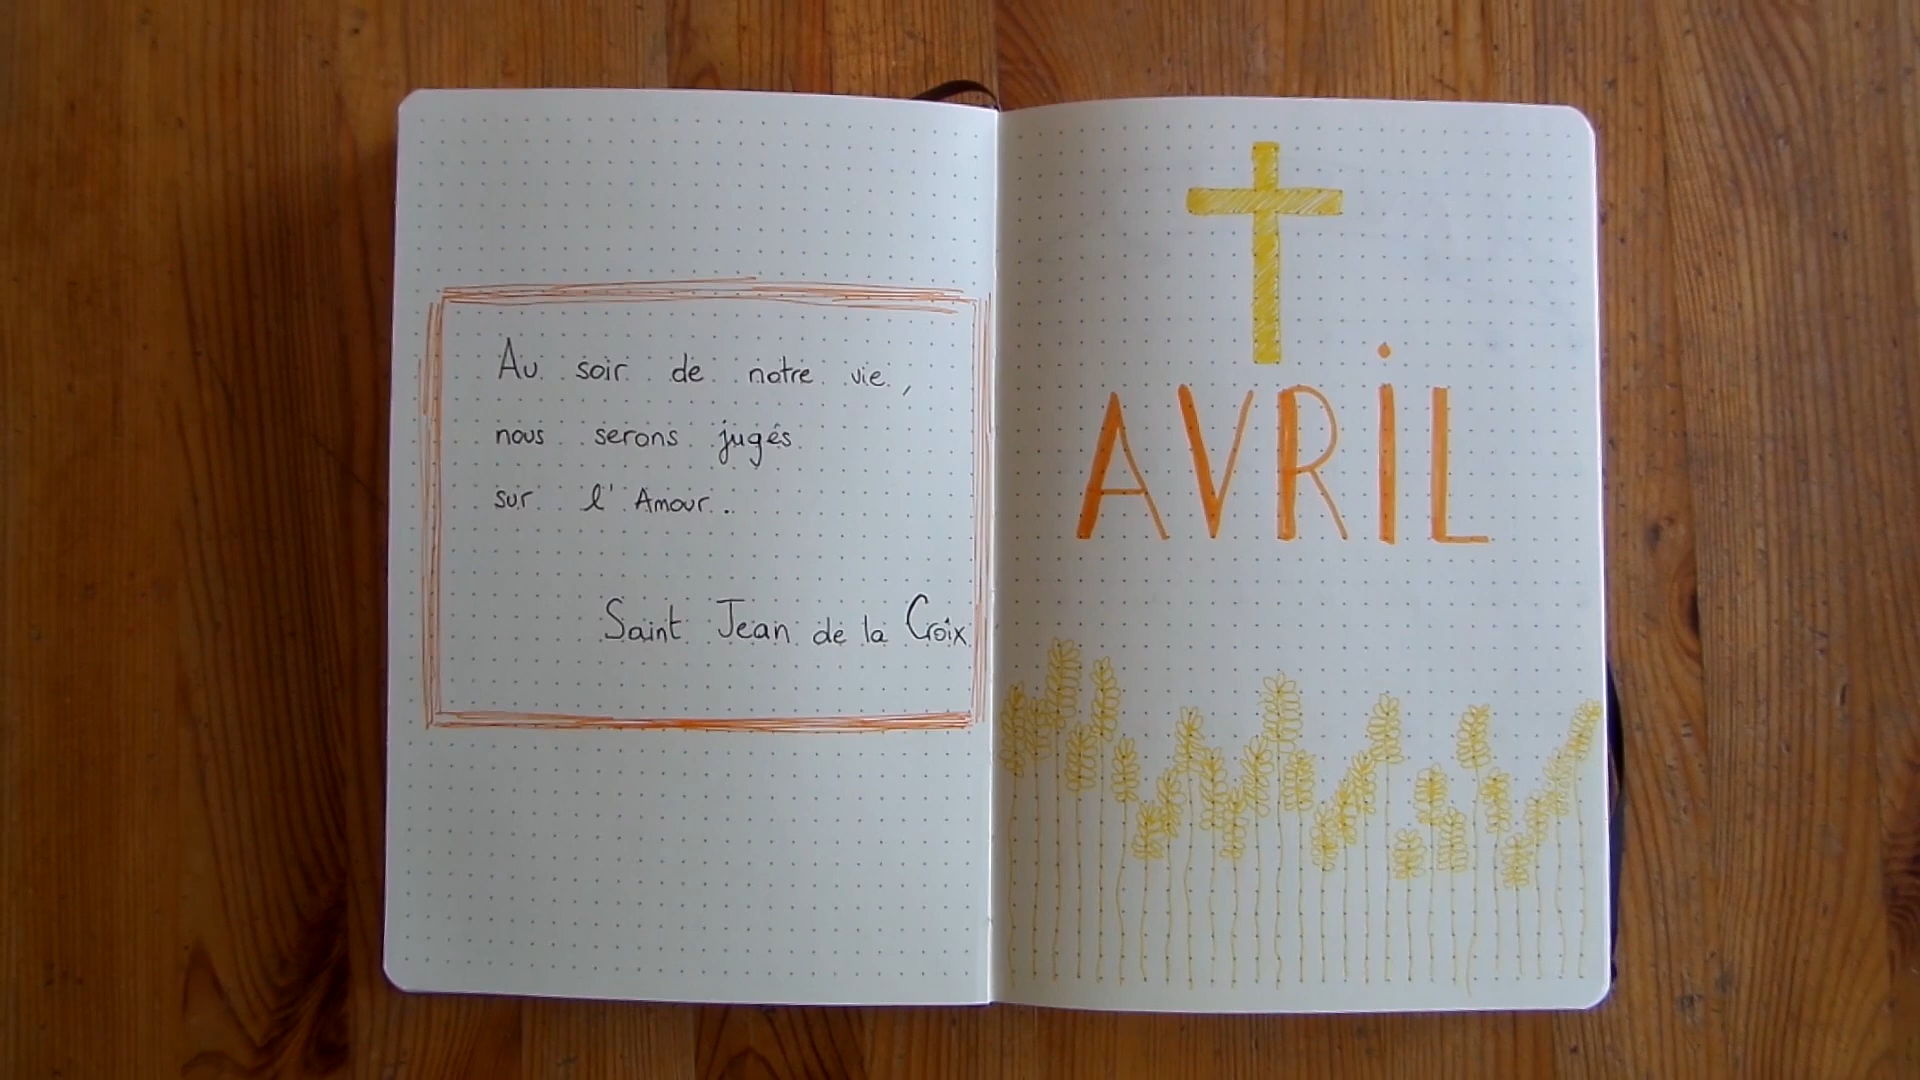 Au soir de notre vie,
nous serons jugés
sur l'Amour.
Saint Jean de la Croix
AVRiL